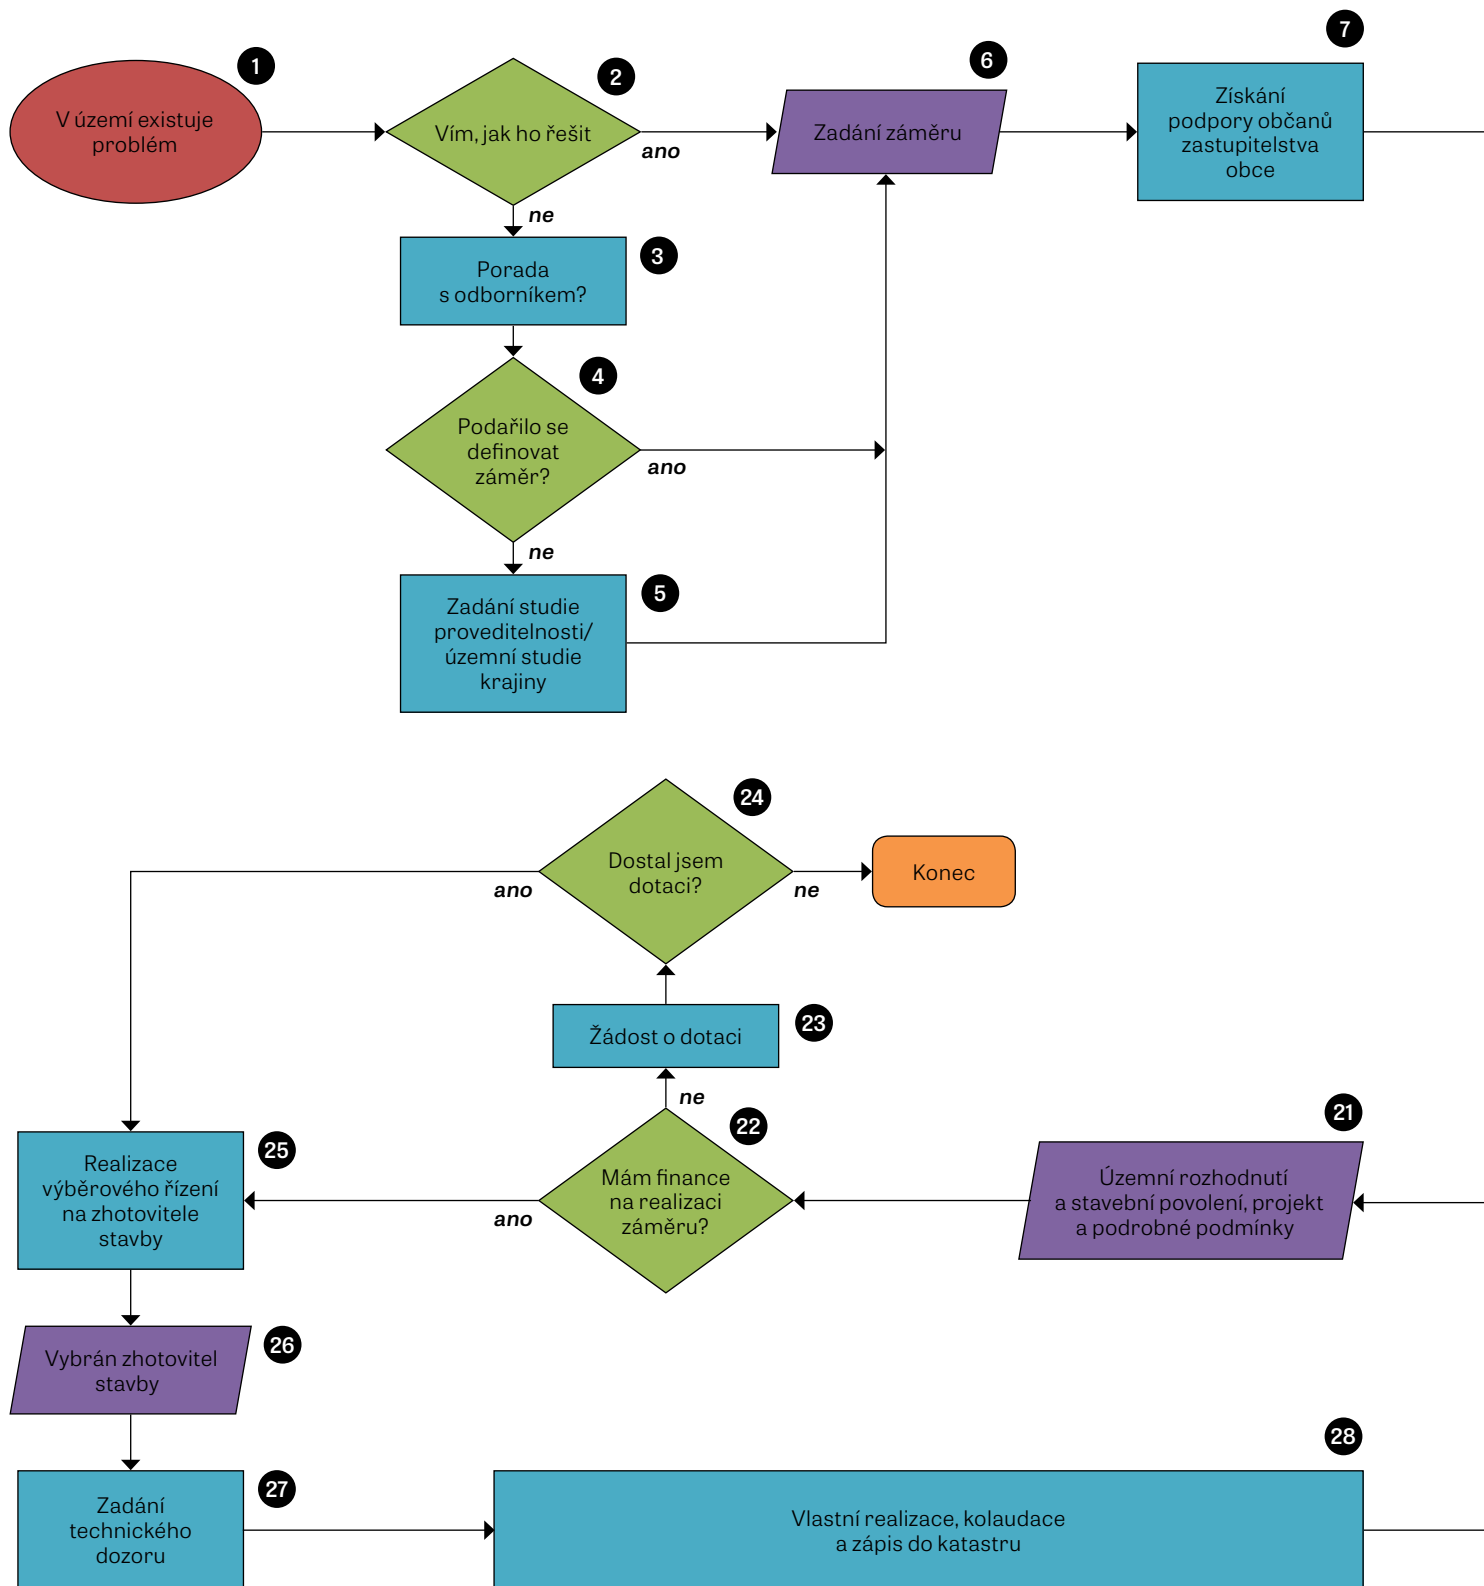 1
V území existuje
problém
2
Vím, jak ho řešit
ano
ne
6
Zadání záměru
7
Získání
podpory občanů
zastupitelstva
obce
3
Porada
s odborníkem?
4
Podařilo se
definovat
záměr?
ano
ne
5
Zadání studie
proveditelnosti/
územní studie
krajiny
24
Dostal jsem
dotaci?
ano
ne
Konec
23
Žádost o dotaci
ne
22
Mám finance
na realizaci
záměru?
ano
21
Územní rozhodnutí
a stavební povolení, projekt
a podrobné podmínky
25
Realizace
výběrového řízení
na zhotovitele
stavby
26
Vybrán zhotovitel
stavby
27
Zadání
technického
dozoru
28
Vlastní realizace, kolaudace
a zápis do katastru